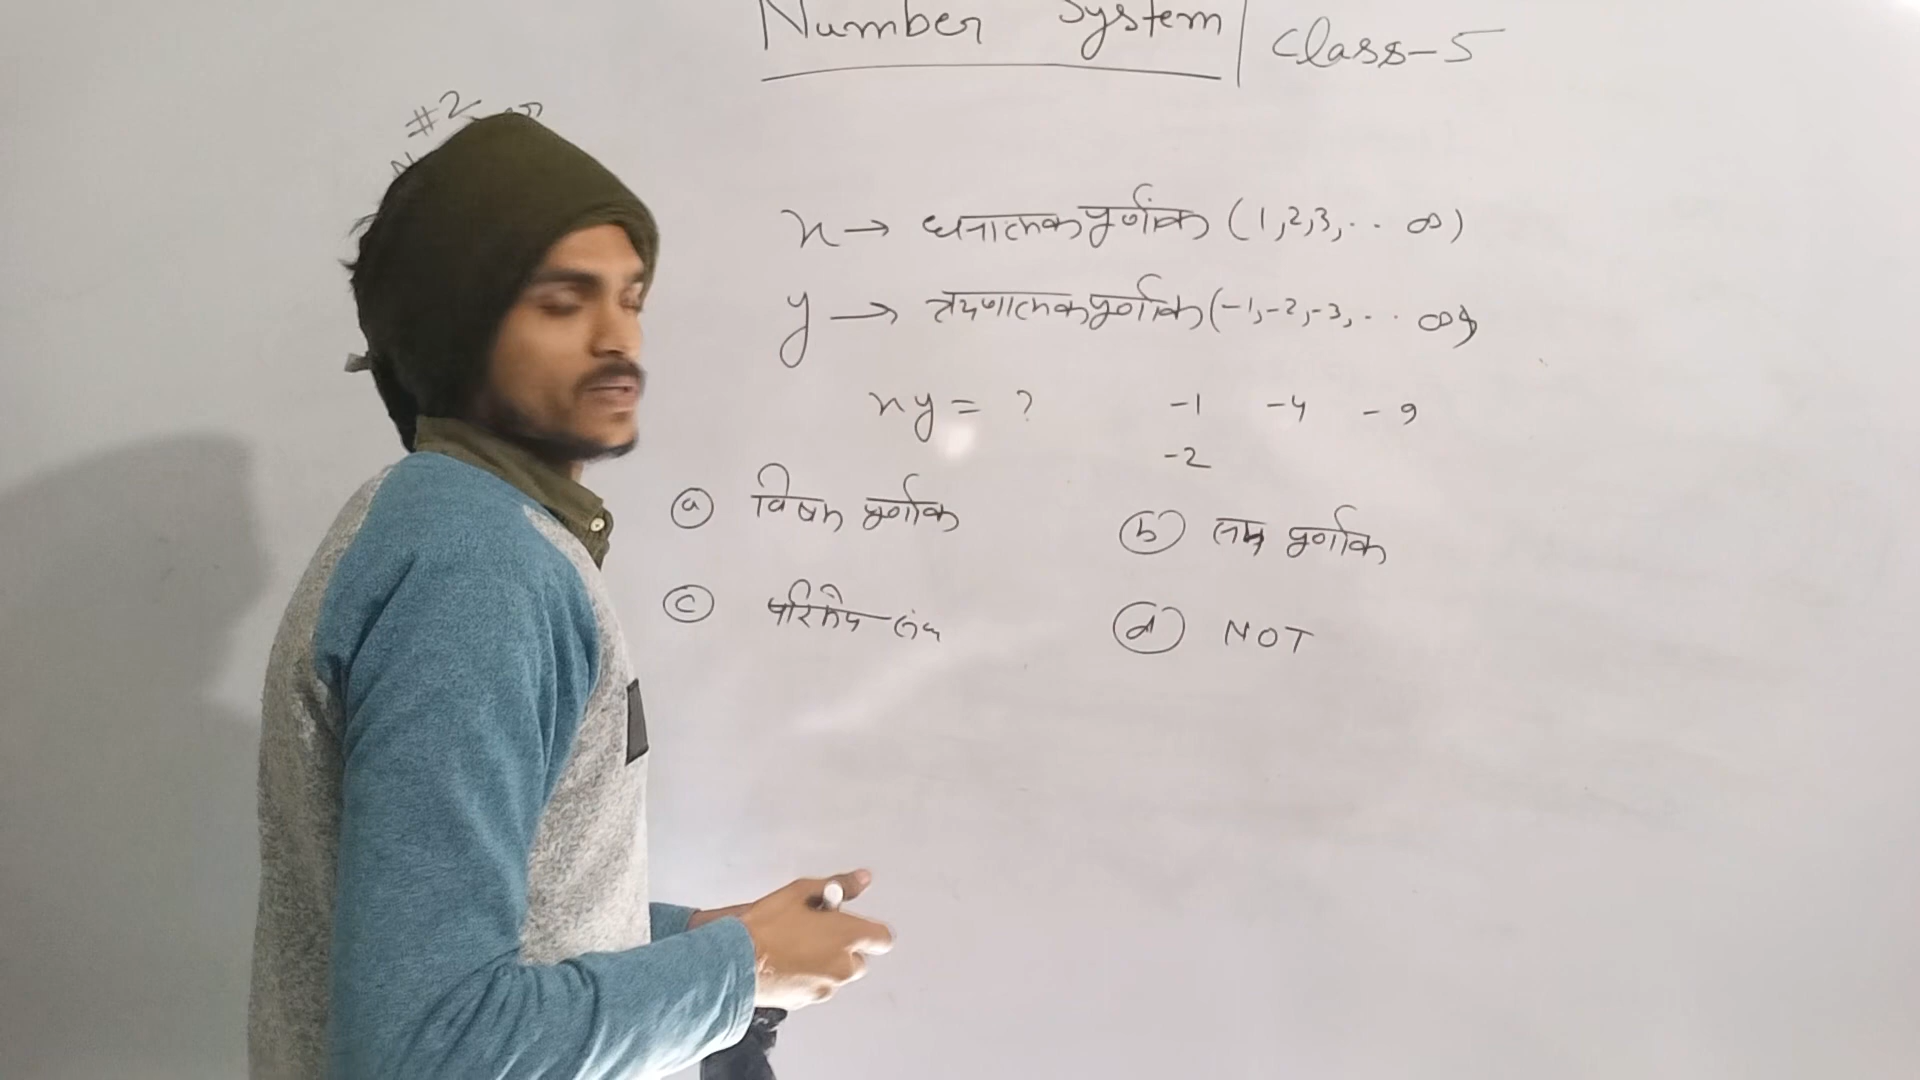 Number System | Class-5
#2
x → धनात्मक पूर्णांक (1,2,3,.. ∞)
y → ऋणात्मक पूर्णांक (-1,-2,-3,.. ∞)
xy = ? -1 -4 -9
-2
(a) विषम पूर्णांक (b) सम पूर्णांक
(c) परिमेय (d) NOT